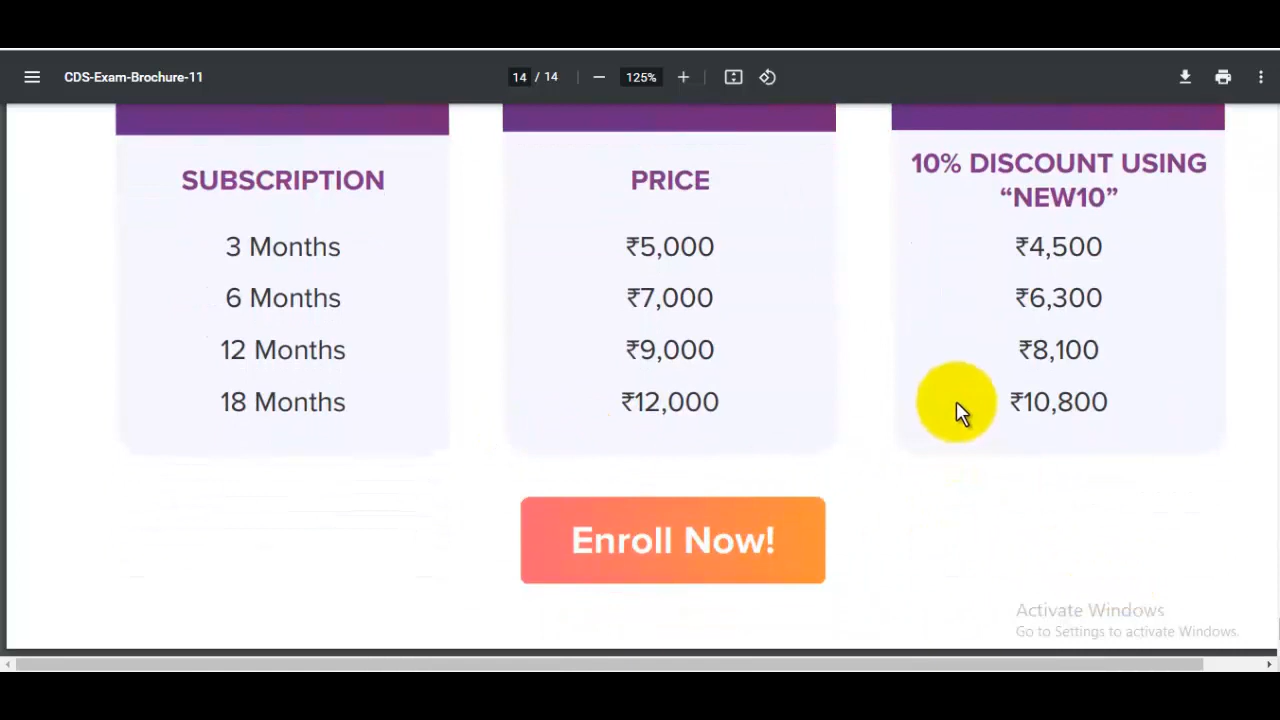 CDS-Exam-Brochure-11 14 / 14 125%
SUBSCRIPTION PRICE 10% DISCOUNT USING
“NEW10”
3 Months ₹5,000 ₹4,500
6 Months ₹7,000 ₹6,300
12 Months ₹9,000 ₹8,100
18 Months ₹12,000 ₹10,800
Enroll Now!
Activate Windows
Go to Settings to activate Windows.